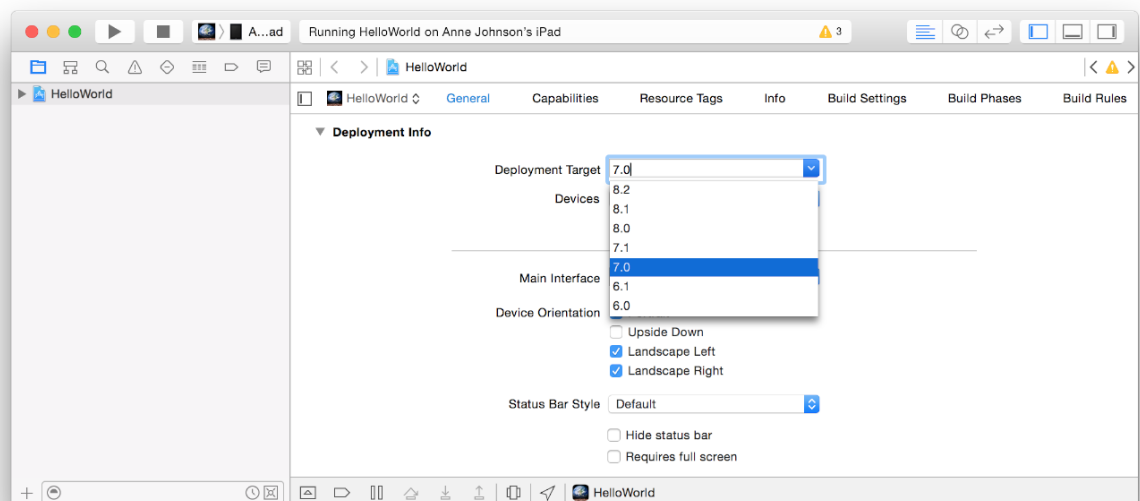 A...ad
Running HelloWorld on Anne Johnson's iPad
3
HelloWorld
HelloWorld
HelloWorld
General
Capabilities
Resource Tags
Info
Build Settings
Build Phases
Build Rules
Deployment Info
Deployment Target
7.0
8.2
Devices
8.1
8.0
7.1
7.0
Main Interface
6.1
6.0
Device Orientation
Upside Down
Landscape Left
Landscape Right
Status Bar Style
Default
Hide status bar
Requires full screen
HelloWorld